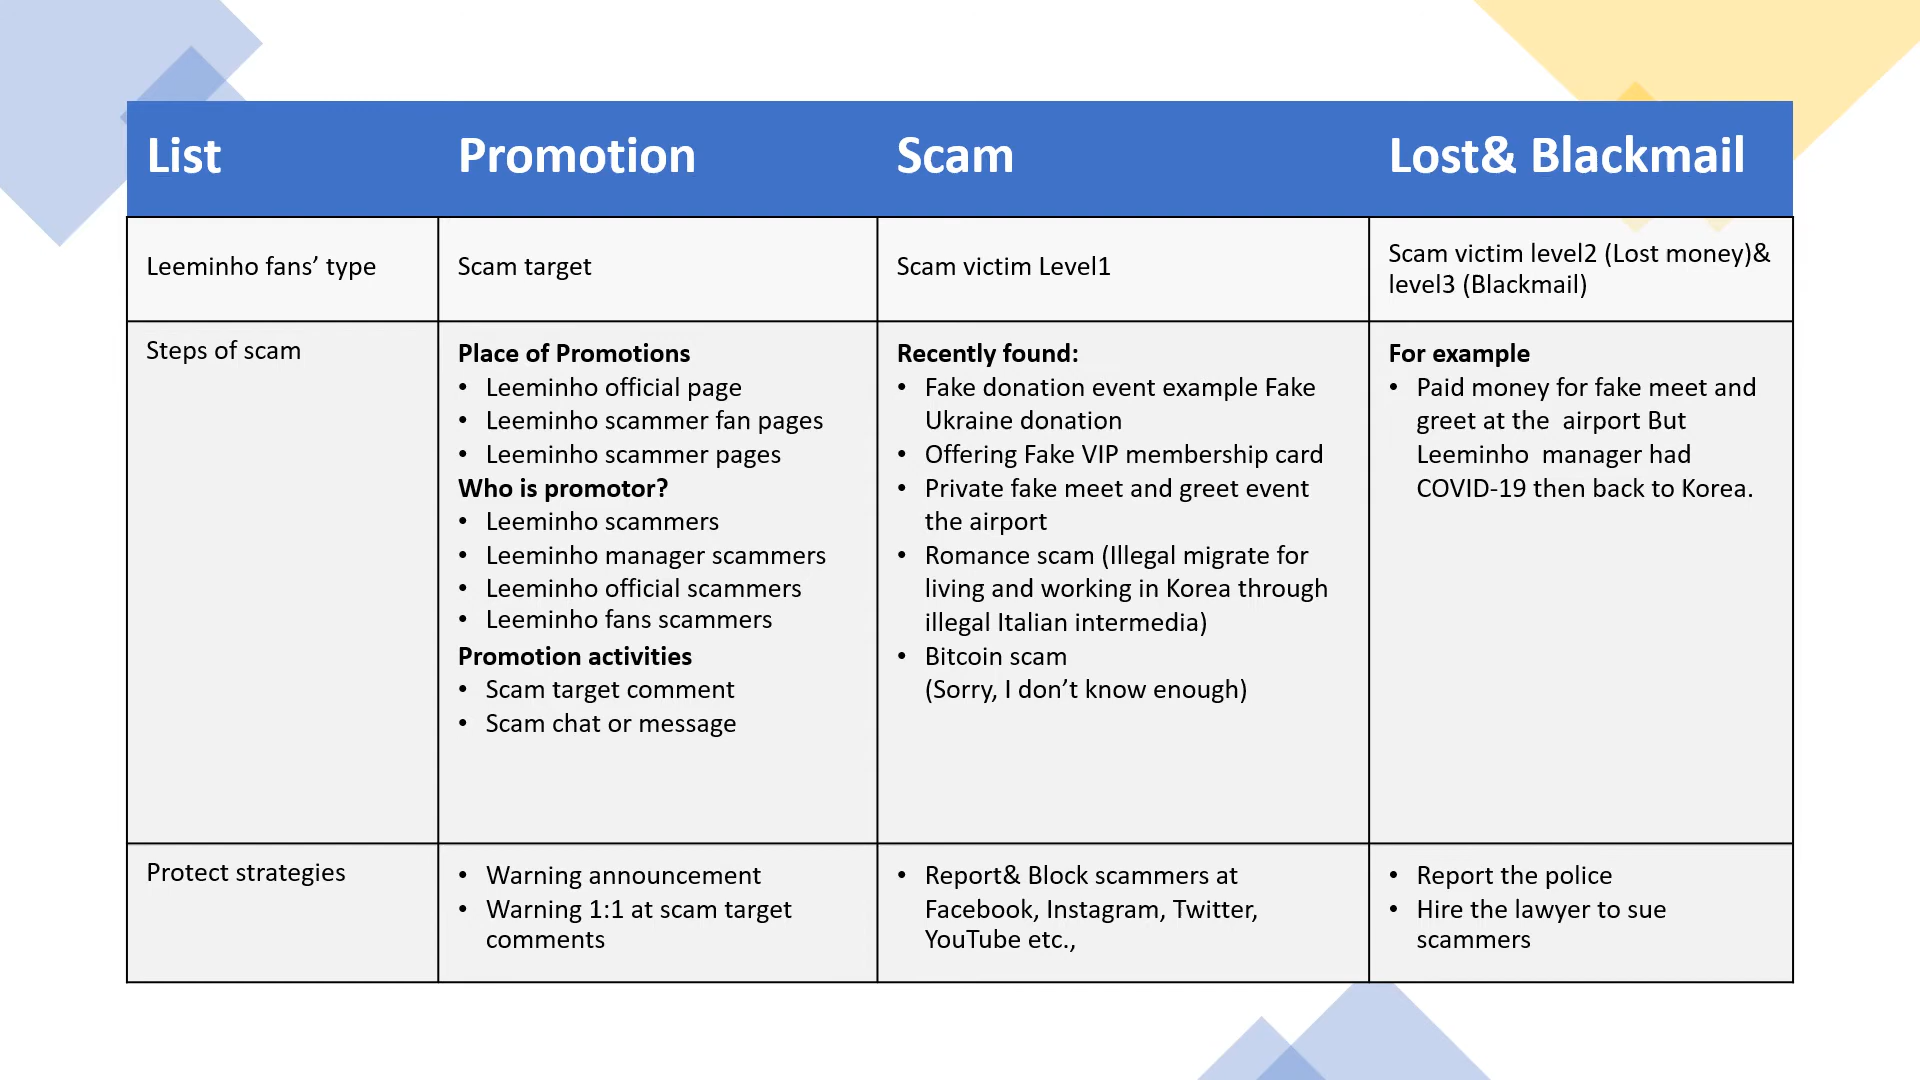 List
Promotion
Scam
Lost& Blackmail
Leeminho fans’ type
Scam target
Scam victim Level1
Scam victim level2 (Lost money)&
level3 (Blackmail)
Steps of scam
Place of Promotions
• Leeminho official page
• Leeminho scammer fan pages
• Leeminho scammer pages
Who is promotor?
• Leeminho scammers
• Leeminho manager scammers
• Leeminho official scammers
• Leeminho fans scammers
Promotion activities
• Scam target comment
• Scam chat or message
Recently found:
• Fake donation event example Fake
Ukraine donation
• Offering Fake VIP membership card
• Private fake meet and greet event
the airport
• Romance scam (Illegal migrate for
living and working in Korea through
illegal Italian intermedia)
• Bitcoin scam
(Sorry, I don’t know enough)
For example
• Paid money for fake meet and
greet at the  airport But
Leeminho  manager had
COVID-19 then back to Korea.
Protect strategies
• Warning announcement
• Warning 1:1 at scam target
comments
• Report& Block scammers at
Facebook, Instagram, Twitter,
YouTube etc.,
• Report the police
• Hire the lawyer to sue
scammers